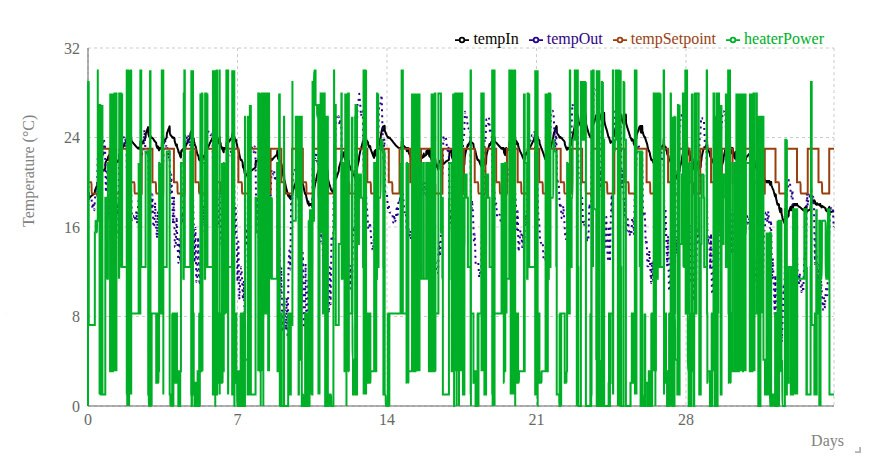 tempIn tempOut tempSetpoint heaterPower
32
24
16
8
0
Temperature (°C)
0 7 14 21 28
Days